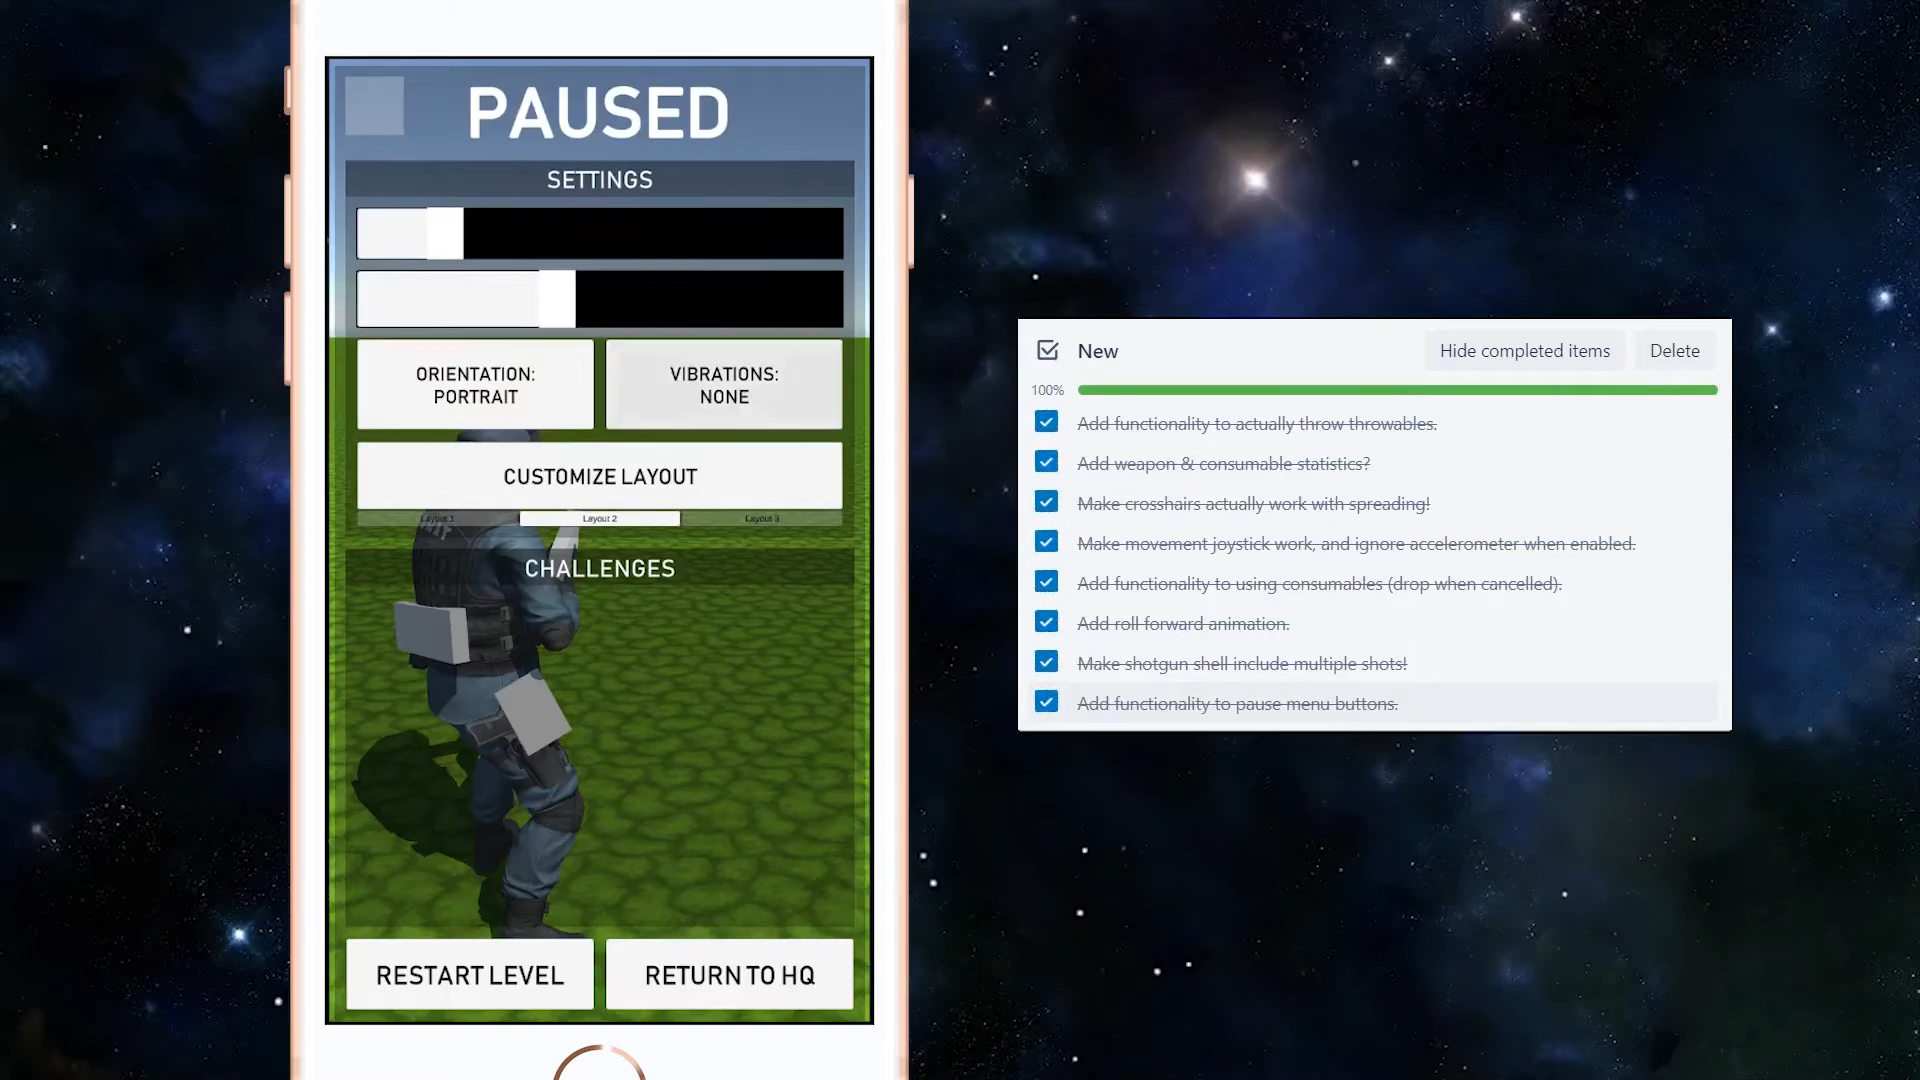 PAUSED
SETTINGS
ORIENTATION:
PORTRAIT
VIBRATIONS:
NONE
CUSTOMIZE LAYOUT
Layout 1
Layout 2
Layout 3
CHALLENGES
RESTART LEVEL
RETURN TO HQ
New
Hide completed items
Delete
100%
Add functionality to actually throw throwables.
Add weapon & consumable statistics?
Make crosshairs actually work with spreading!
Make movement joystick work, and ignore accelerometer when enabled.
Add functionality to using consumables (drop when cancelled).
Add roll forward animation.
Make shotgun shell include multiple shots!
Add functionality to pause menu buttons.